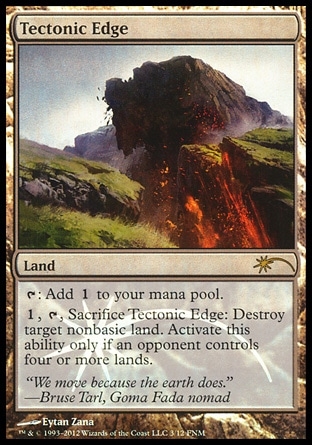 Tectonic Edge
Land
: Add 1 to your mana pool.
1, , Sacrifice Tectonic Edge: Destroy
target nonbasic land. Activate this
ability only if an opponent controls
four or more lands.
"We move because the earth does."
—Bruse Tarl, Goma Fada nomad
Eytan Zana
™ & © 1993–2012 Wizards of the Coast LLC 3/12 FNM